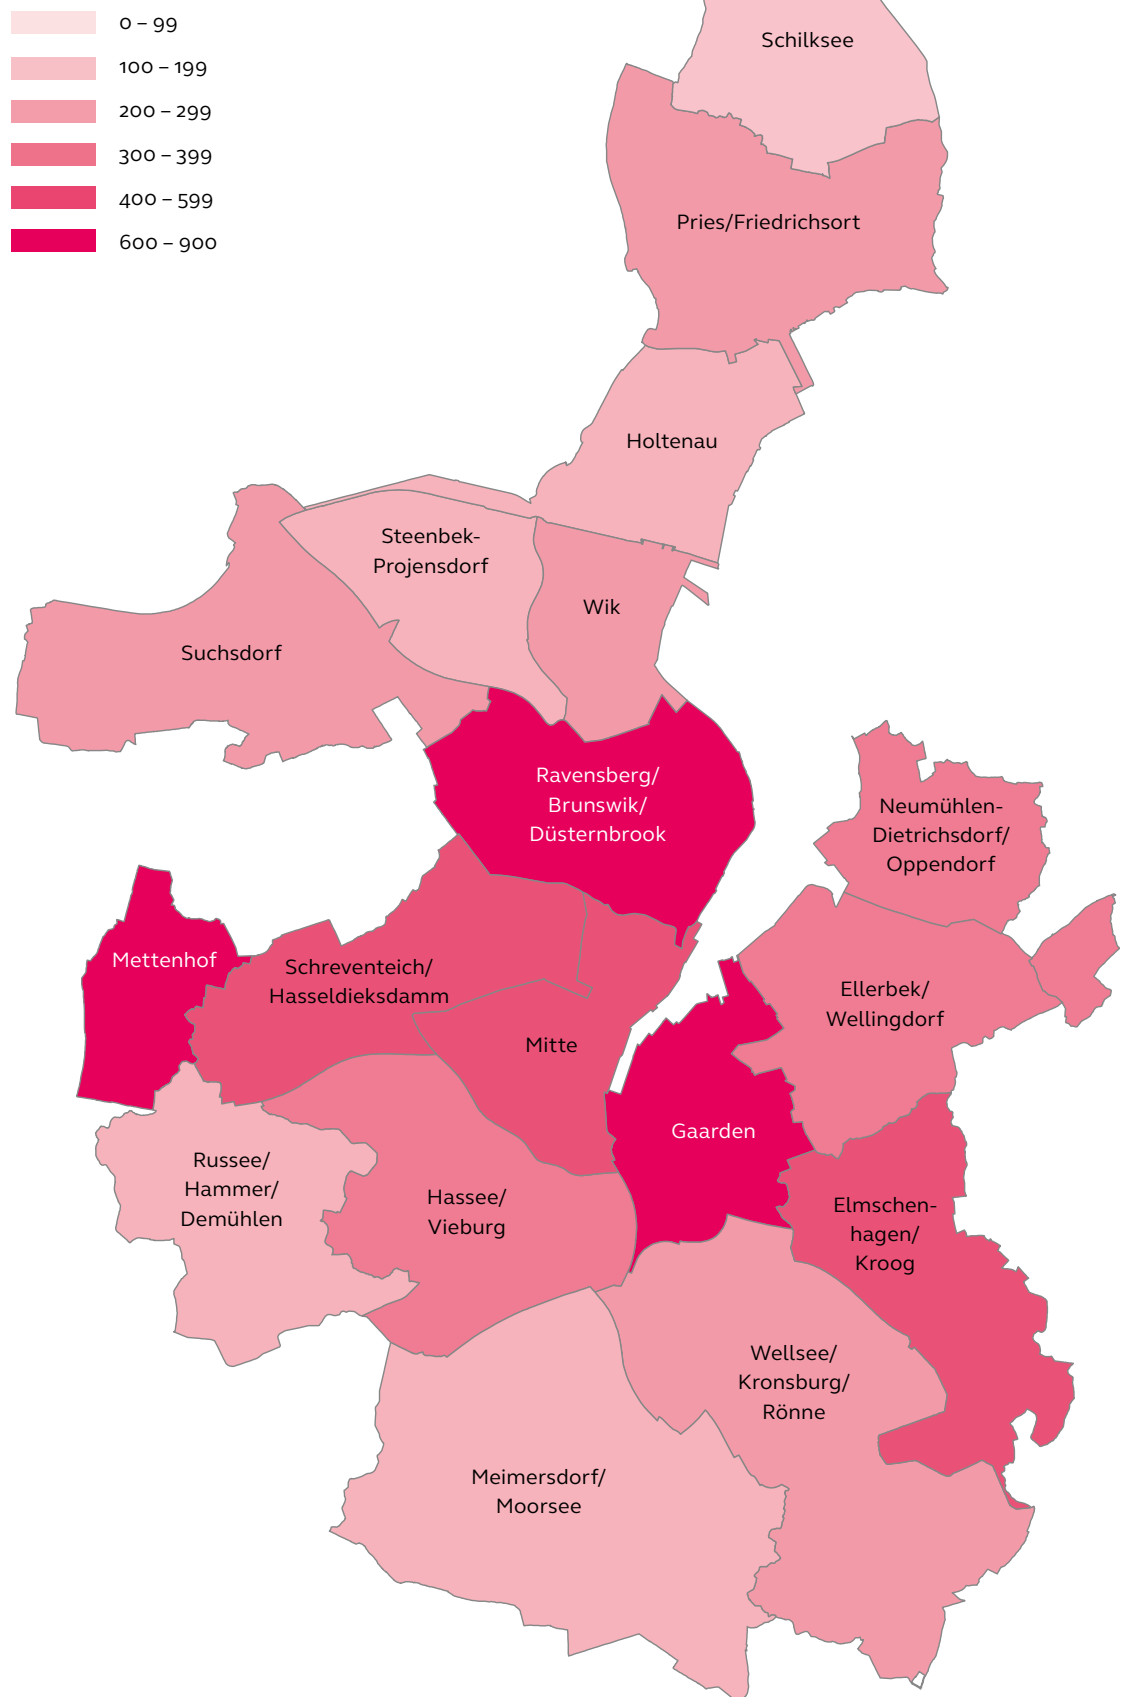 0 – 99
100 – 199
200 – 299
300 – 399
400 – 599
600 – 900
Schilksee
Pries/Friedrichsort
Holtenau
Steenbek-
Projensdorf
Wik
Suchsdorf
Ravensberg/
Brunswik/
Düsternbrook
Neumühlen-
Dietrichsdorf/
Oppendorf
Mettenhof
Schreventeich/
Hasseldieksdamm
Ellerbek/
Wellingdorf
Mitte
Gaarden
Russee/
Hammer/
Demühlen
Hassee/
Vieburg
Elmschen-
hagen/
Kroog
Wellsee/
Kronsburg/
Rönne
Meimersdorf/
Moorsee